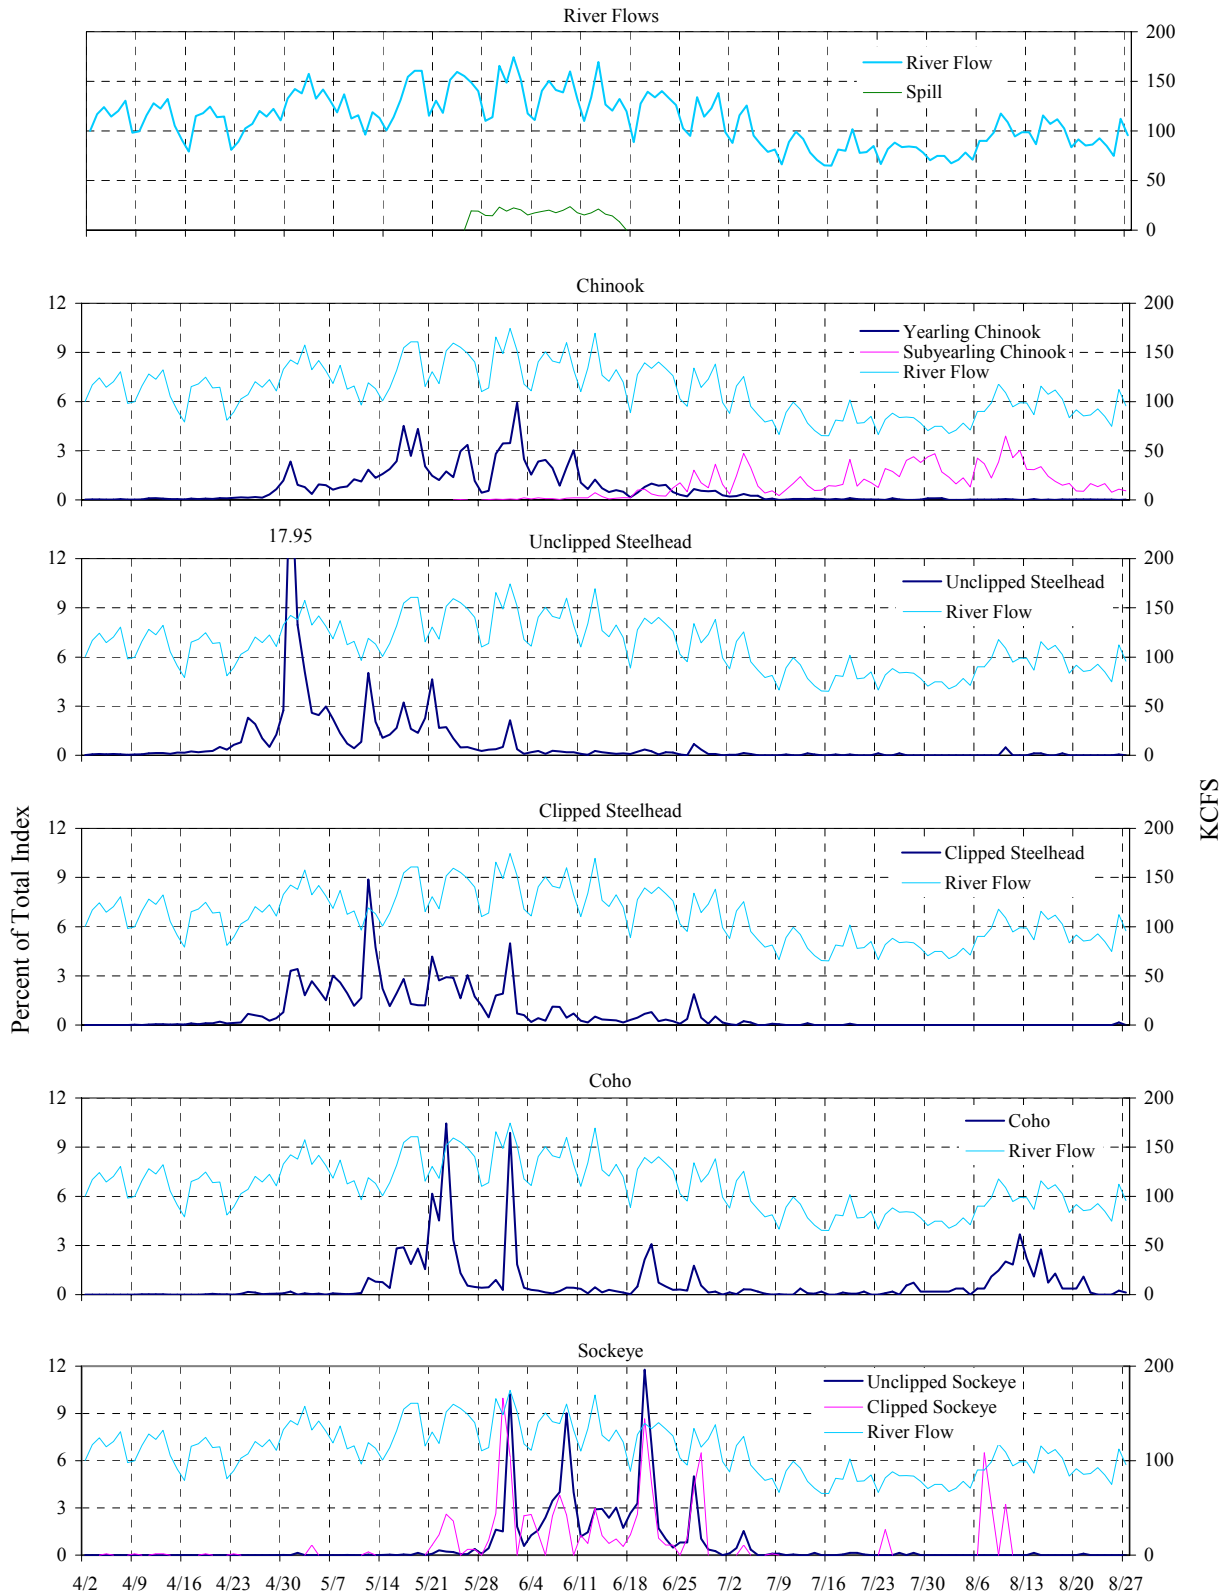 River Flows
200
150
100
50
0
River Flow
Spill
Chinook
12
9
6
3
0
200
150
100
50
0
Yearling Chinook
Subyearling Chinook
River Flow
17.95
Unclipped Steelhead
12
9
6
3
0
200
150
100
50
0
Unclipped Steelhead
River Flow
Clipped Steelhead
12
9
6
3
0
200
150
100
50
0
Clipped Steelhead
River Flow
Percent of Total Index
KCFS
Coho
12
9
6
3
0
200
150
100
50
0
Coho
River Flow
Sockeye
12
9
6
3
0
200
150
100
50
0
Unclipped Sockeye
Clipped Sockeye
River Flow
4/2 4/9 4/16 4/23 4/30 5/7 5/14 5/21 5/28 6/4 6/11 6/18 6/25 7/2 7/9 7/16 7/23 7/30 8/6 8/13 8/20 8/27